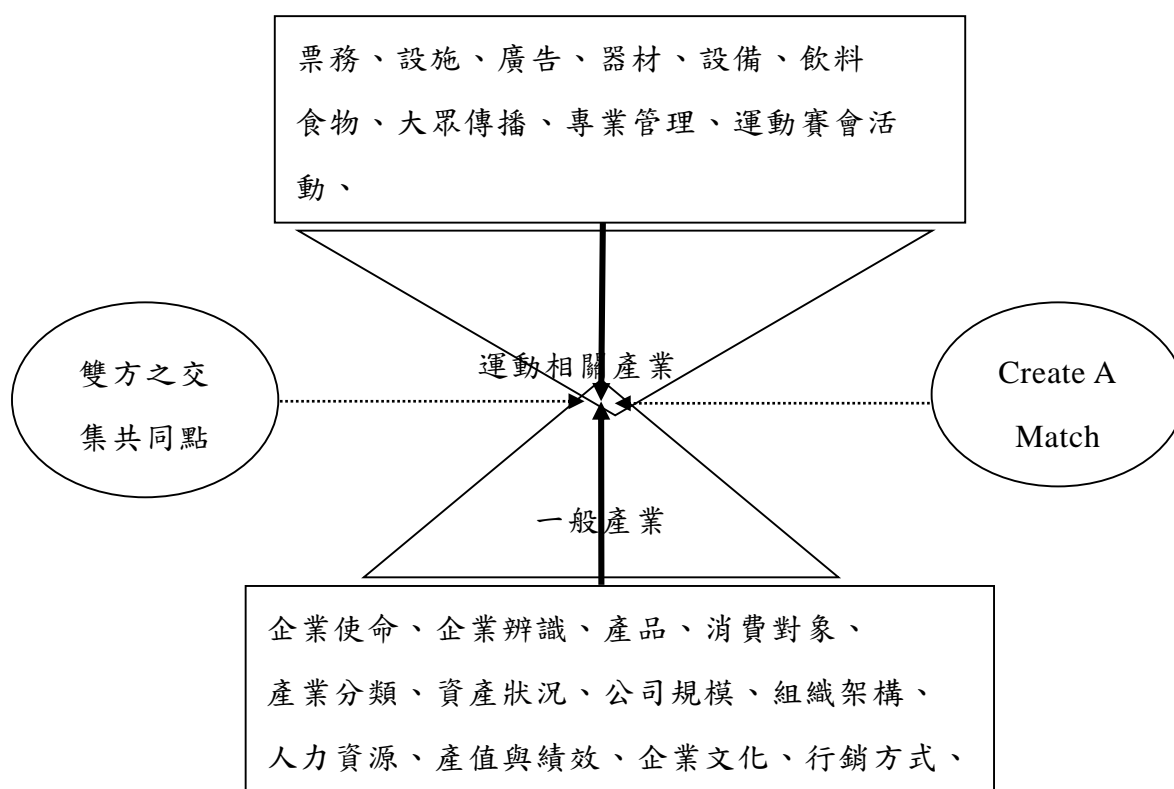 票務、設施、廣告、器材、設備、飲料
食物、大眾傳播、專業管理、運動賽會活
動、
運動相關產業
雙方之交
集共同點
Create A
Match
一般產業
企業使命、企業辨識、產品、消費對象、
產業分類、資產狀況、公司規模、組織架構、
人力資源、產值與績效、企業文化、行銷方式、